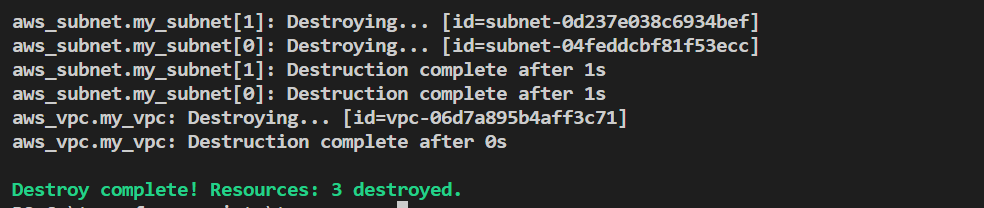 aws_subnet.my_subnet[1]: Destroying... [id=subnet-0d237e038c6934bef]
aws_subnet.my_subnet[0]: Destroying... [id=subnet-04feddcbf81f53ecc]
aws_subnet.my_subnet[1]: Destruction complete after 1s
aws_subnet.my_subnet[0]: Destruction complete after 1s
aws_vpc.my_vpc: Destroying... [id=vpc-06d7a895b4aff3c71]
aws_vpc.my_vpc: Destruction complete after 0s
Destroy complete! Resources: 3 destroyed.